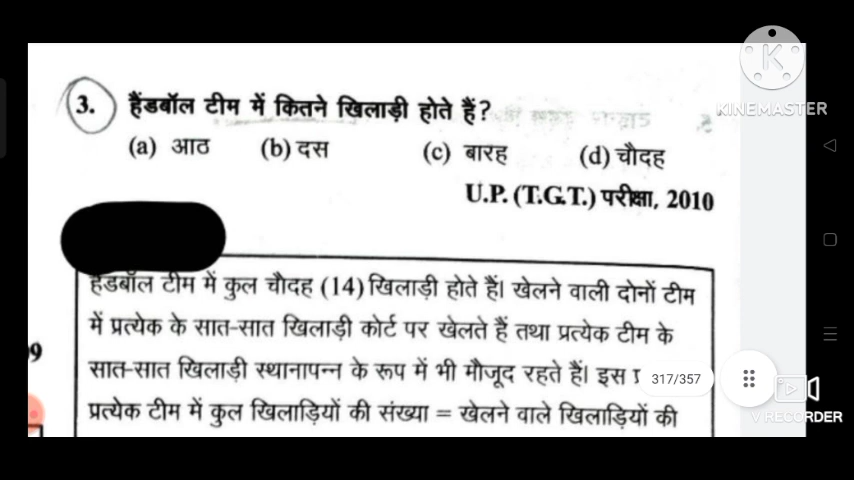 3. हैंडबॉल टीम में कितने खिलाड़ी होते हैं?
(a) आठ (b) दस (c) बारह (d) चौदह
U.P. (T.G.T.) परीक्षा, 2010
हैंडबॉल टीम में कुल चौदह (14) खिलाड़ी होते हैं। खेलने वाली दोनों टीम
में प्रत्येक के सात-सात खिलाड़ी कोर्ट पर खेलते हैं तथा प्रत्येक टीम के
सात-सात खिलाड़ी स्थानापन्न के रूप में भी मौजूद रहते हैं। इस
प्रत्येक टीम में कुल खिलाड़ियों की संख्या = खेलने वाले खिलाड़ियों की
9
317/357
K
KINEMASTER
V RECORDER